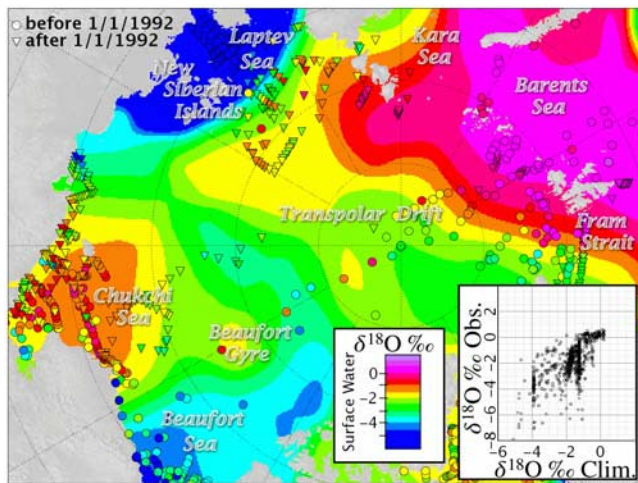 ○ before 1/1/1992
▽ after 1/1/1992
Laptev
Sea
Kara
Sea
New
Siberian
Islands
Barents
Sea
Transpolar Drift
Fram
Strait
Chukchi
Sea
Beaufort
Gyre
Beaufort
Sea
δ18O ‰
Surface Water
0
−2
−4
δ18O ‰ Obs.
2
0
−2
−4
−6
−8
−6 −4 −2 0 2
δ18O ‰ Clim.